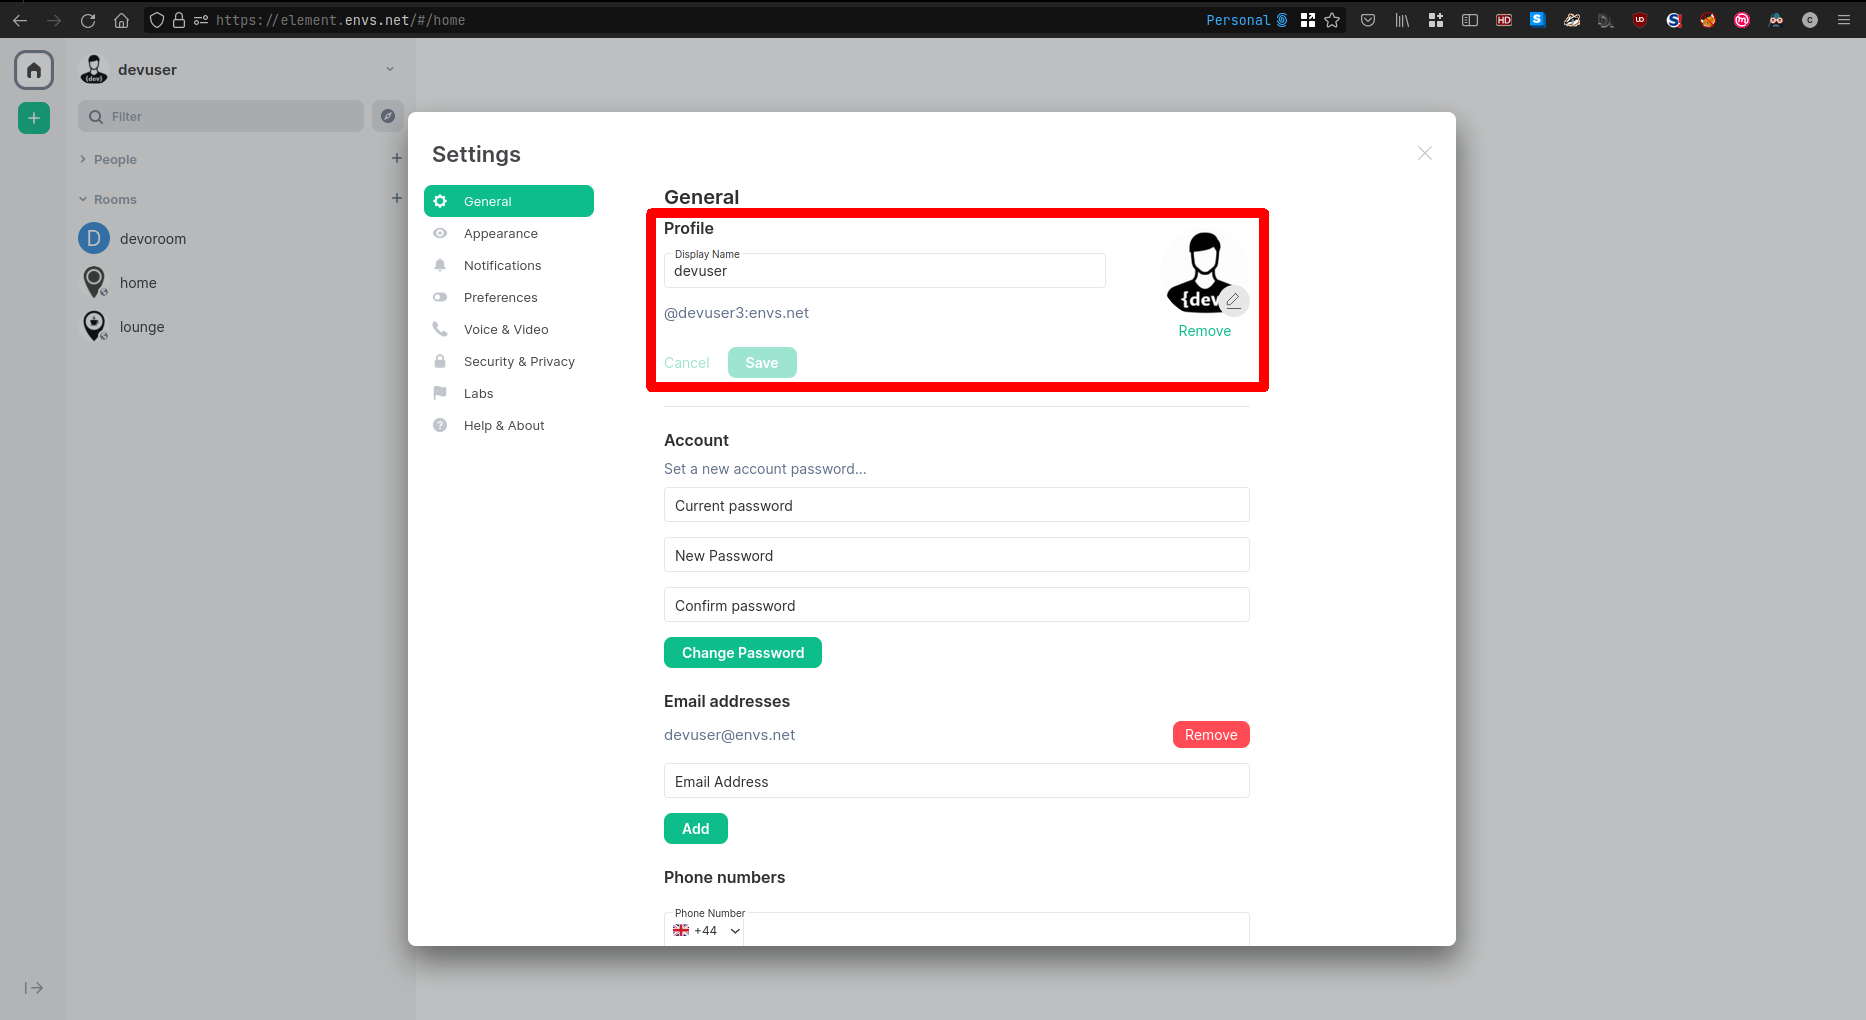 https://element.envs.net/#/home
Personal
HD
S
UO
S
m
C
devuser
{dev}
Filter
People
Rooms
D
devoroom
home
lounge
Settings
General
Appearance
Notifications
Preferences
Voice & Video
Security & Privacy
Labs
Help & About
General
Profile
Display Name
devuser
@devuser3:envs.net
{dev
Remove
Cancel
Save
Account
Set a new account password...
Current password
New Password
Confirm password
Change Password
Email addresses
devuser@envs.net
Remove
Email Address
Add
Phone numbers
Phone Number
+44